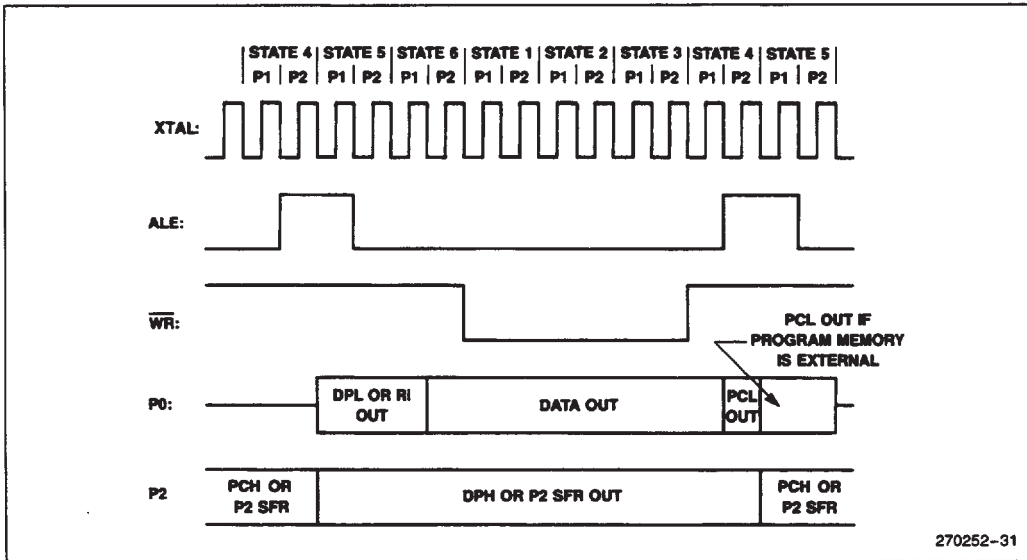 STATE 4 STATE 5 STATE 6 STATE 1 STATE 2 STATE 3 STATE 4 STATE 5
P1 P2 P1 P2 P1 P2 P1 P2 P1 P2 P1 P2 P1 P2 P1 P2
XTAL:
ALE:
WR:
PCL OUT IF
PROGRAM MEMORY
IS EXTERNAL
P0:
DPL OR RI
OUT
DATA OUT
PCL
OUT
P2
PCH OR
P2 SFR
DPH OR P2 SFR OUT
PCH OR
P2 SFR
270252-31